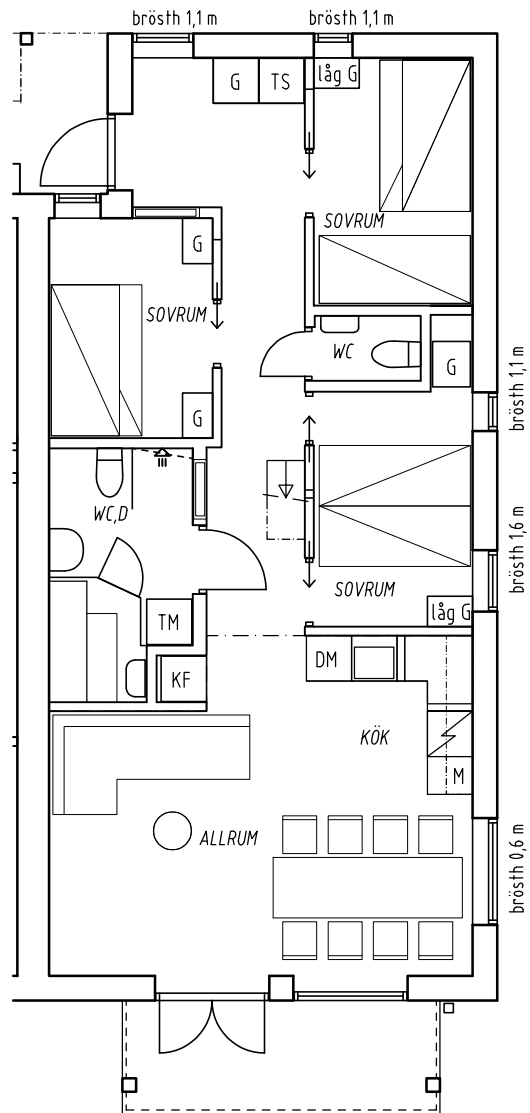 brösth 1,1 m
brösth 1,1 m
G
TS
låg G
SOVRUM
G
SOVRUM
WC
G
brösth 1,1 m
G
WC,D
brösth 1,6 m
SOVRUM
låg G
TM
DM
KF
KÖK
M
ALLRUM
brösth 0,6 m